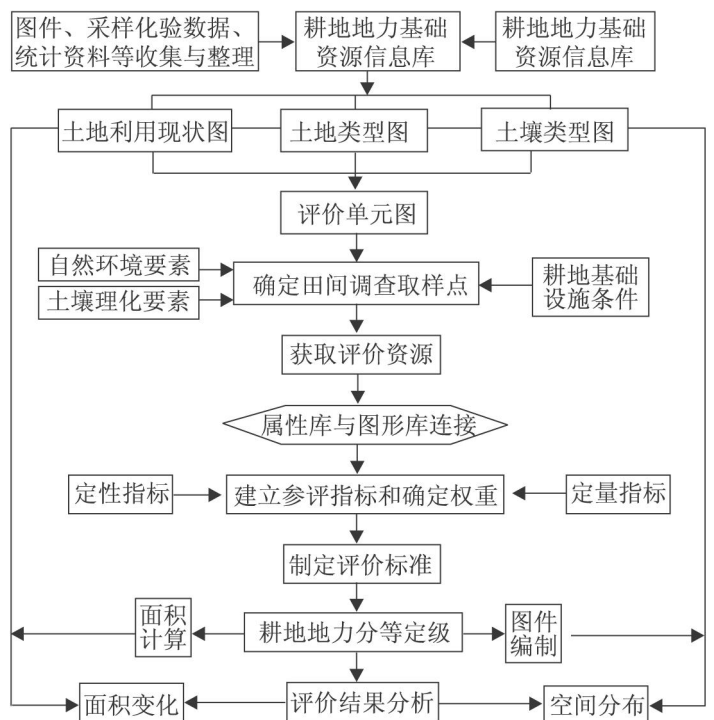 图件、采样化验数据、
统计资料等收集与整理
耕地地力基础
资源信息库
耕地地力基础
资源信息库
土地利用现状图
土地类型图
土壤类型图
评价单元图
自然环境要素
土壤理化要素
确定田间调查取样点
耕地基础
设施条件
获取评价资源
属性库与图形库连接
定性指标
建立参评指标和确定权重
定量指标
制定评价标准
面积
计算
耕地地力分等定级
图件
编制
面积变化
评价结果分析
空间分布